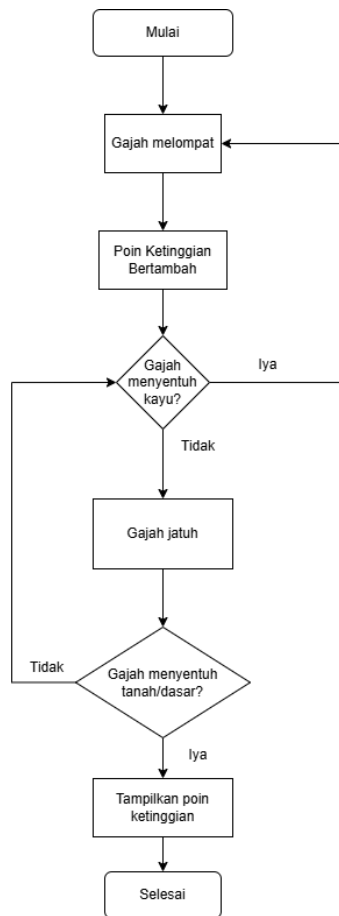 Mulai
Gajah melompat
Poin Ketinggian
Bertambah
Gajah
menyentuh
kayu?
Iya
Tidak
Gajah jatuh
Tidak
Gajah menyentuh
tanah/dasar?
Iya
Tampilkan poin
ketinggian
Selesai